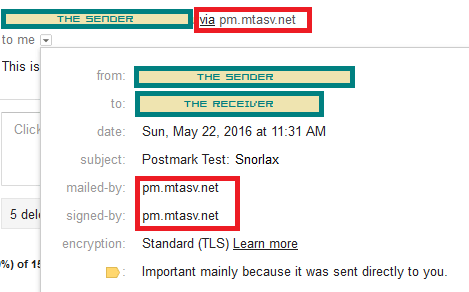 THE SENDER via pm.mtasv.net
to me
This is
from: THE SENDER
to: THE RECEIVER
Click
date: Sun, May 22, 2016 at 11:31 AM
subject: Postmark Test: Snorlax
mailed-by: pm.mtasv.net
5 dele
signed-by: pm.mtasv.net
encryption: Standard (TLS) Learn more
0%) of 15
: Important mainly because it was sent directly to you.